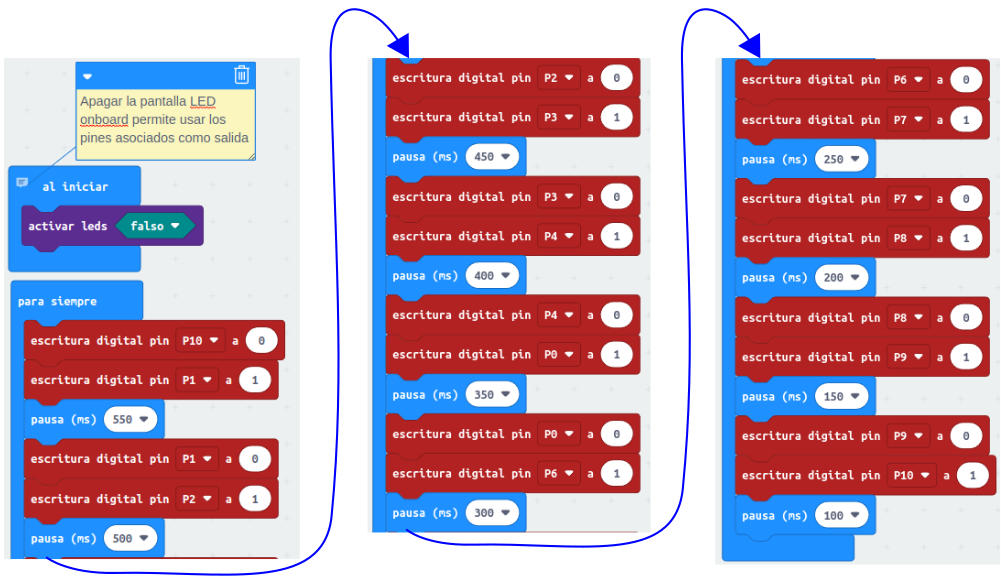 Apagar la pantalla LED
onboard permite usar los
pines asociados como salida
al iniciar
activar leds falso
para siempre
escritura digital pin P10 a 0
escritura digital pin P1 a 1
pausa (ms) 550
escritura digital pin P1 a 0
escritura digital pin P2 a 1
pausa (ms) 500
escritura digital pin P2 a 0
escritura digital pin P3 a 1
pausa (ms) 450
escritura digital pin P3 a 0
escritura digital pin P4 a 1
pausa (ms) 400
escritura digital pin P4 a 0
escritura digital pin P0 a 1
pausa (ms) 350
escritura digital pin P0 a 0
escritura digital pin P6 a 1
pausa (ms) 300
escritura digital pin P6 a 0
escritura digital pin P7 a 1
pausa (ms) 250
escritura digital pin P7 a 0
escritura digital pin P8 a 1
pausa (ms) 200
escritura digital pin P8 a 0
escritura digital pin P9 a 1
pausa (ms) 150
escritura digital pin P9 a 0
escritura digital pin P10 a 1
pausa (ms) 100